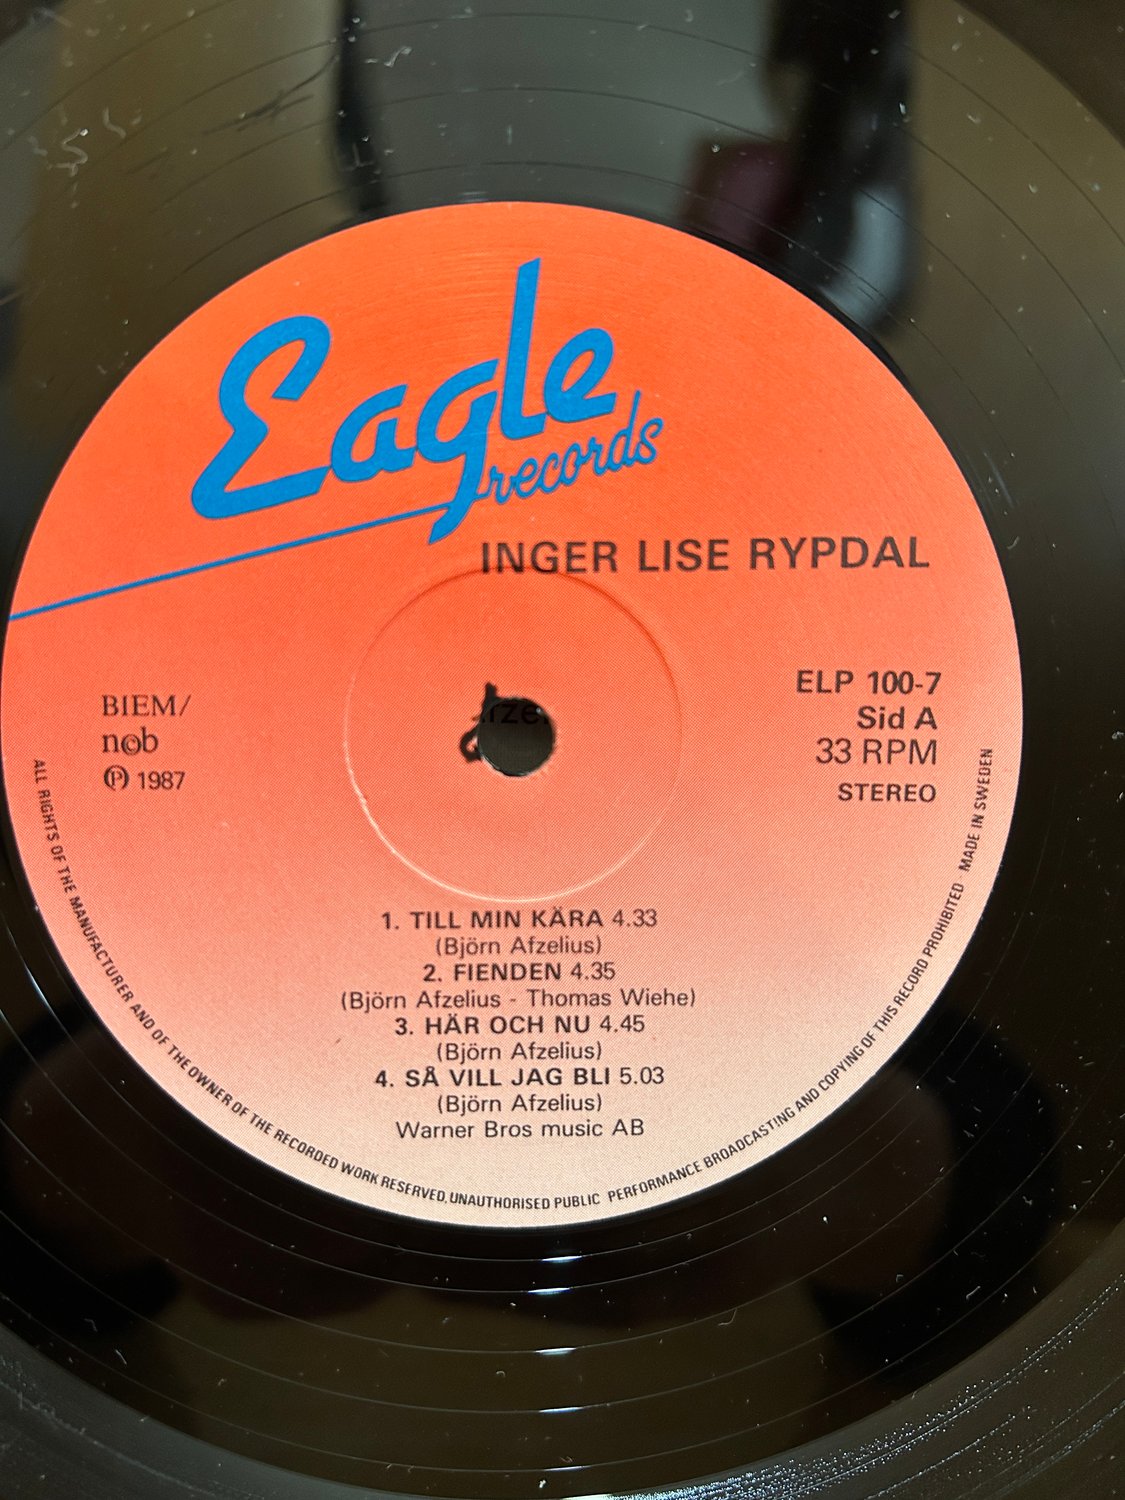 Eagle
records
INGER LISE RYPDAL
BIEM/
n©b
Ⓟ 1987
ELP 100-7
Sid A
33 RPM
STEREO
1. TILL MIN KÄRA 4.33
(Björn Afzelius)
2. FIENDEN 4.35
(Björn Afzelius - Thomas Wiehe)
3. HÄR OCH NU 4.45
(Björn Afzelius)
4. SÅ VILL JAG BLI 5.03
(Björn Afzelius)
Warner Bros music AB
ALL RIGHTS OF THE MANUFACTURER AND OF THE OWNER OF THE RECORDED WORK RESERVED. UNAUTHORISED PUBLIC PERFORMANCE BROADCASTING AND COPYING OF THIS RECORD PROHIBITED · MADE IN SWEDEN